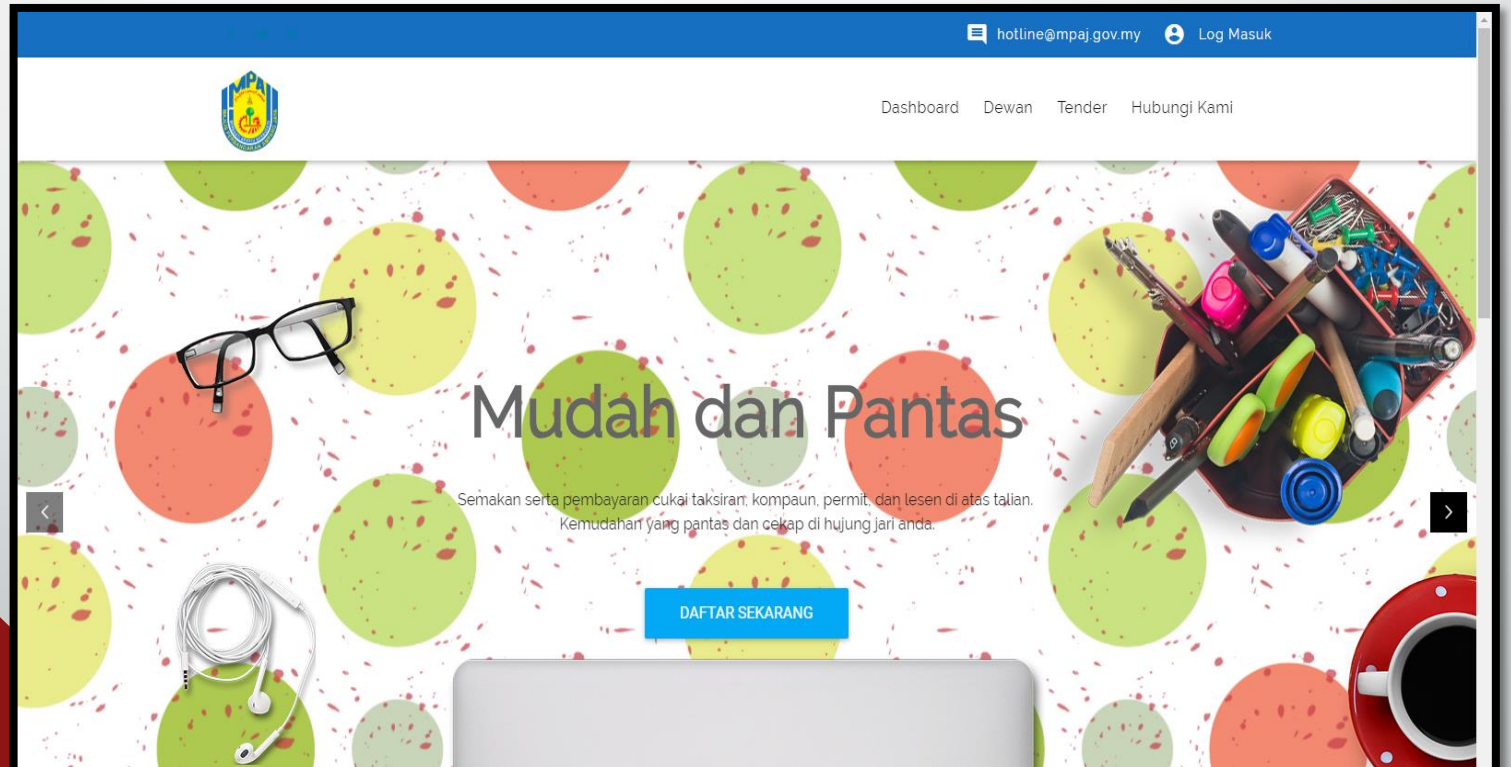 hotline@mpaj.gov.my Log Masuk
MPAJ
Dashboard Dewan Tender Hubungi Kami
Mudah dan Pantas
Semakan serta pembayaran cukai taksiran, kompaun, permit, dan lesen di atas talian.
Kemudahan yang pantas dan cekap di hujung jari anda.
DAFTAR SEKARANG